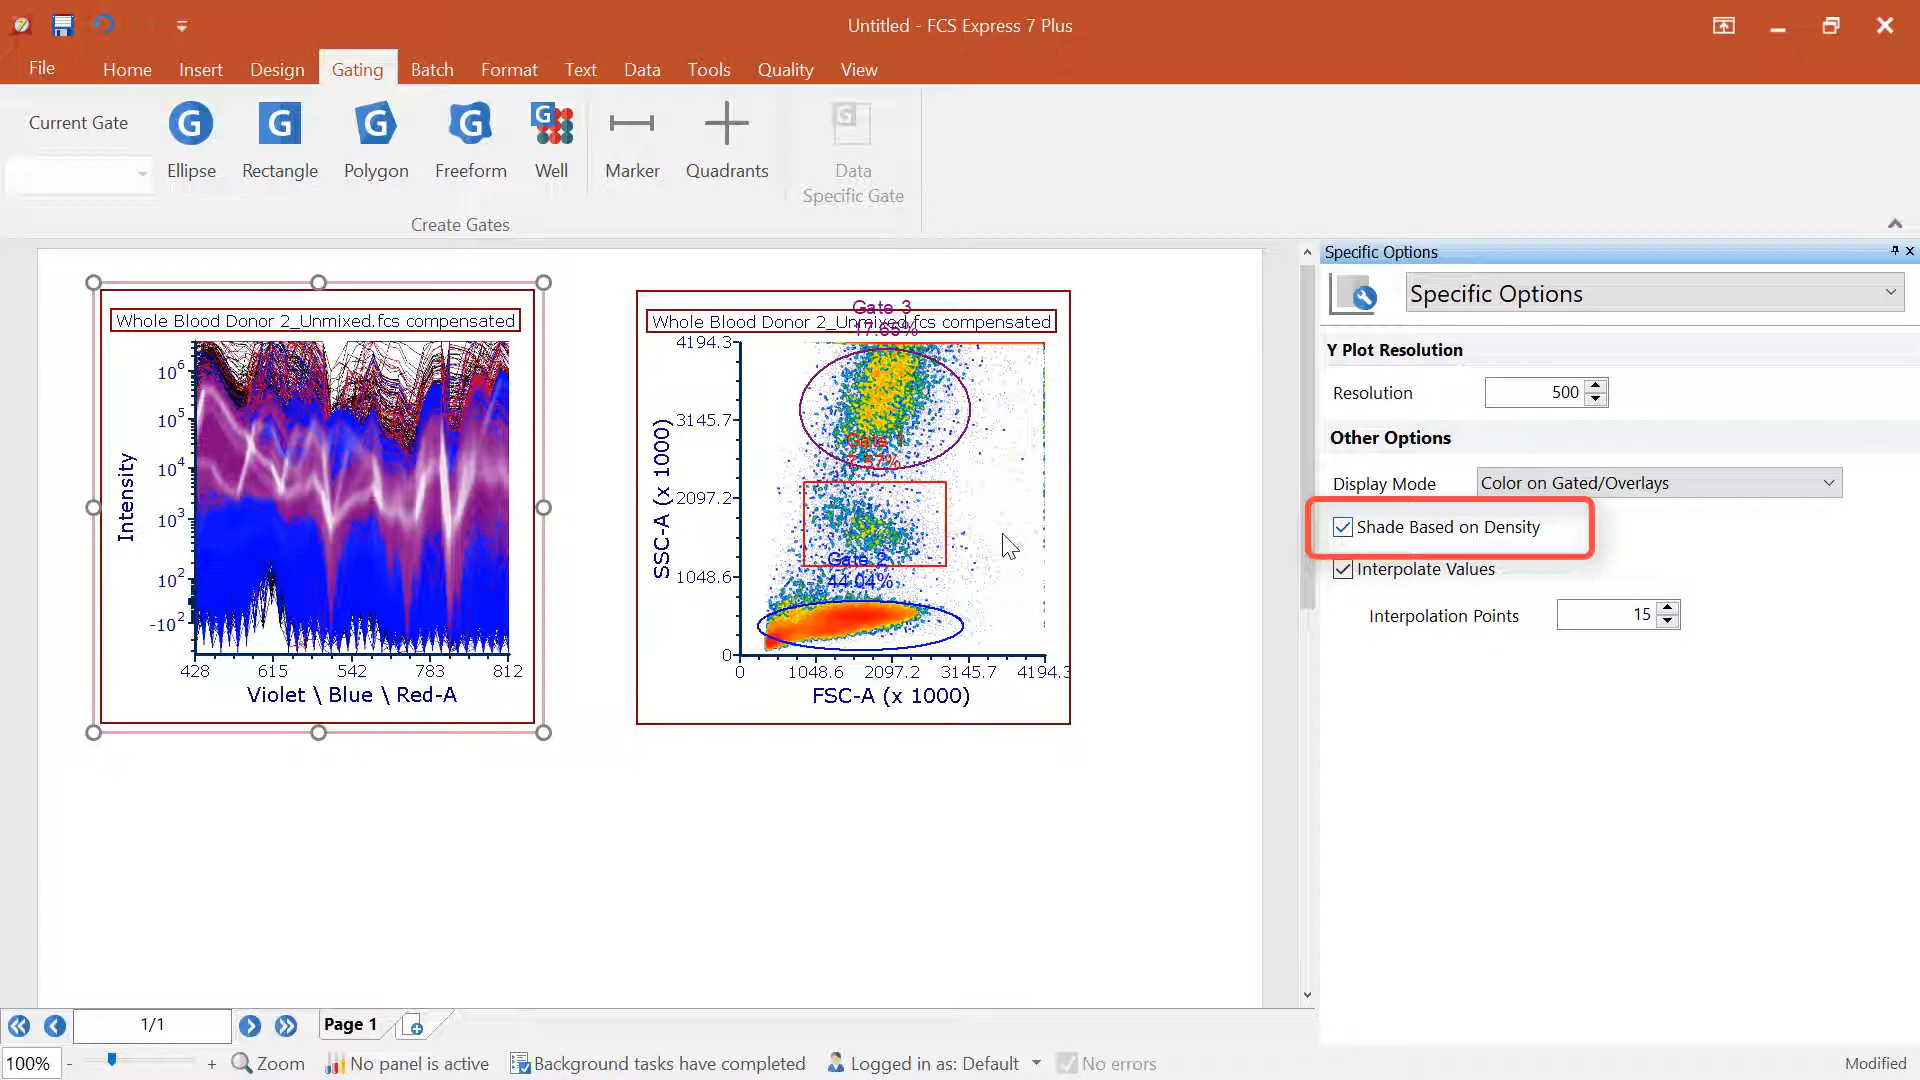 Untitled - FCS Express 7 Plus
File Home Insert Design Gating Batch Format Text Data Tools Quality View
Current Gate
G G G G G G
Ellipse Rectangle Polygon Freeform Well Marker Quadrants Data
Specific Gate
Create Gates
Specific Options
Specific Options
Y Plot Resolution
Resolution 500
Other Options
Display Mode Color on Gated/Overlays
Shade Based on Density
Interpolate Values
Interpolation Points 15
Whole Blood Donor 2_Unmixed.fcs compensated
Intensity
10^6
10^5
10^4
10^3
10^2
-10^2
428 615 542 783 812
Violet \ Blue \ Red-A
Gate 3
17.65%
Whole Blood Donor 2_Unmixed.fcs compensated
SSC-A (x 1000)
4194.3
3145.7
2097.2
1048.6
0
Gate 1
7.57%
Gate 2
44.04%
0 1048.6 2097.2 3145.7 4194.3
FSC-A (x 1000)
1/1 Page 1
100% - + Zoom No panel is active Background tasks have completed Logged in as: Default No errors Modified